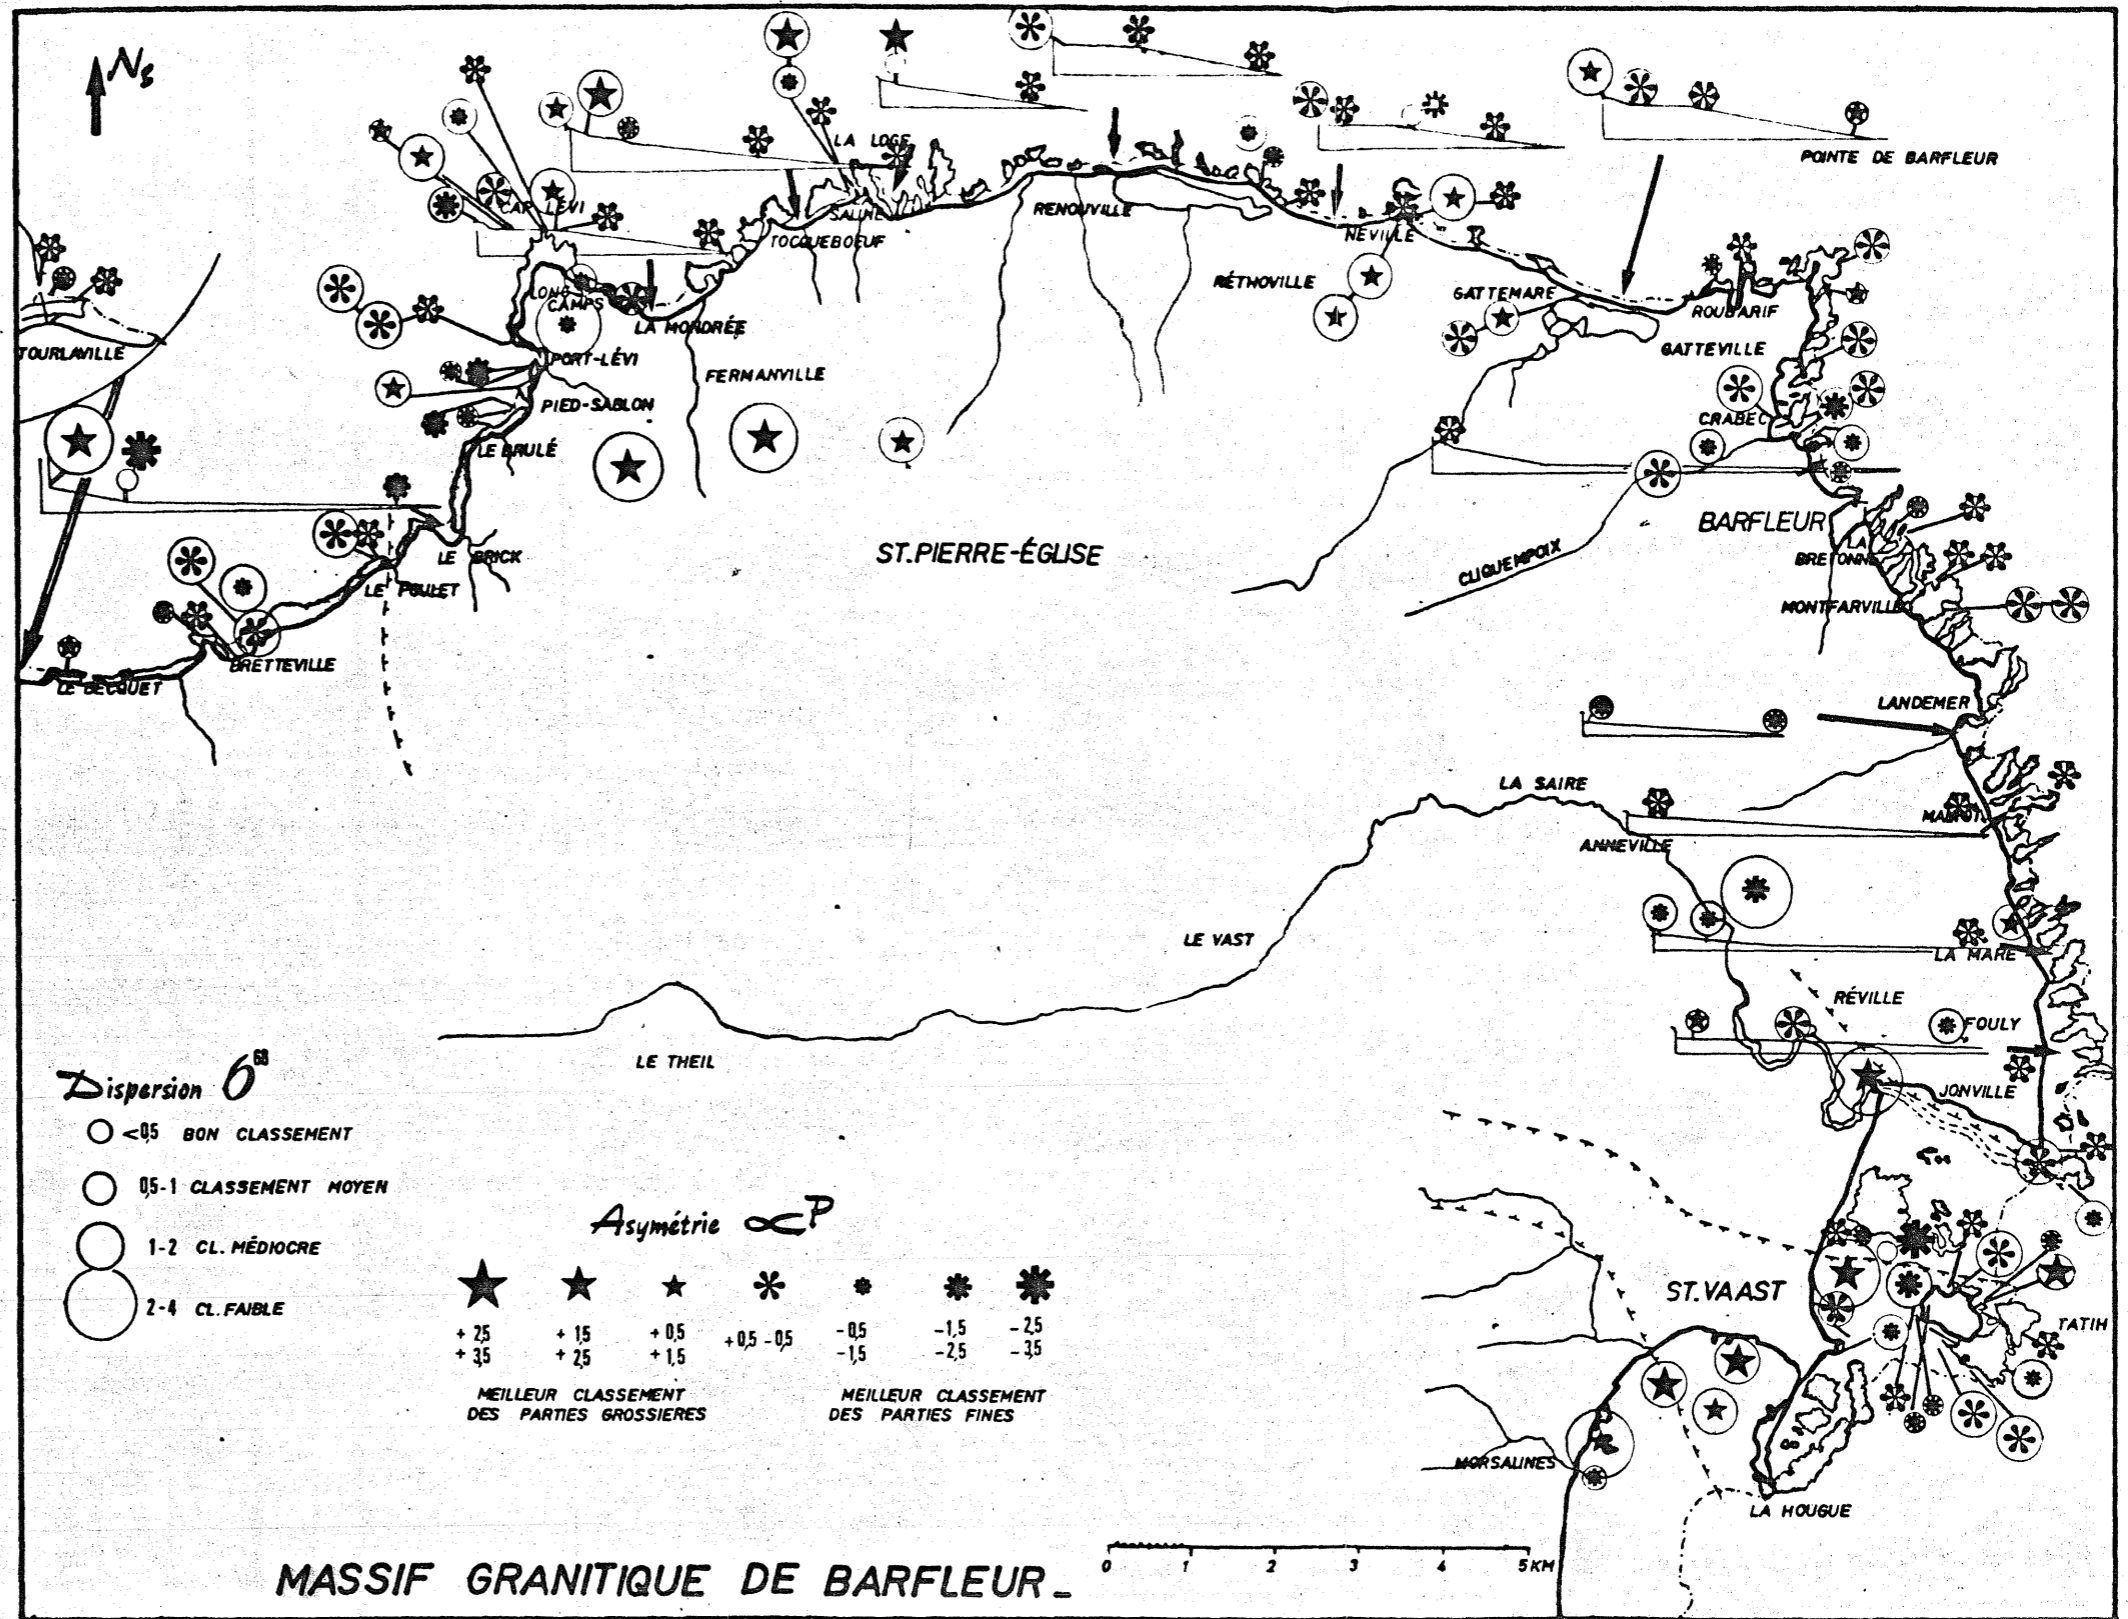 N
LA LOGE
POINTE DE BARFLEUR
CAP LÉVI
SALINE
RENOUVILLE
TOCQUEBOEUF
NÉVILLE
RÉTHOVILLE
GATTEMARE
ROUBARIF
LONG
CAMPS
LA MONDRÉE
TOURLAVILLE
PORT-LÉVI
GATTEVILLE
FERMANVILLE
PIED-SABLON
CRABEC
LE BRULÉ
BARFLEUR
LE BRICK
ST.PIERRE-ÉGLISE
CLIQUEMPOIX
LA
BRETONNE
LE POULET
MONTFARVILLE
BRETTEVILLE
LE BECQUET
LANDEMER
LA SAIRE
ANNEVILLE
LE VAST
LA MARE
RÉVILLE
FOULY
LE THEIL
JONVILLE
Dispersion 6 68
<0,5 BON CLASSEMENT
0,5-1 CLASSEMENT MOYEN
1-2 CL. MÉDIOCRE
2-4 CL. FAIBLE
Asymétrie ∝P
+ 2,5 + 1,5 + 0,5 +0,5 -0,5 -0,5 -1,5 -2,5
+ 3,5 + 2,5 + 1,5 -1,5 -2,5 -3,5
MEILLEUR CLASSEMENT
DES PARTIES GROSSIERES
MEILLEUR CLASSEMENT
DES PARTIES FINES
ST.VAAST
TATIH
MORSALINES
LA HOUGUE
0 1 2 3 4 5 KM
MASSIF GRANITIQUE DE BARFLEUR_